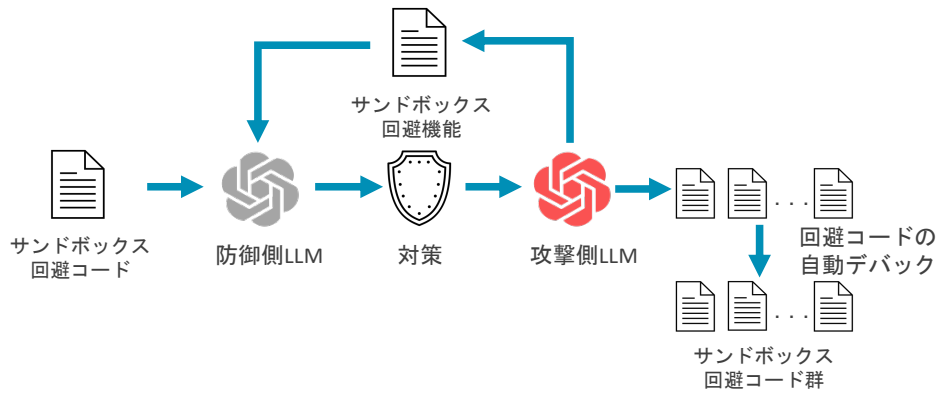 サンドボックス
回避機能
サンドボックス
回避コード
防御側LLM
対策
攻撃側LLM
. . .
回避コードの
自動デバック
. . .
サンドボックス
回避コード群